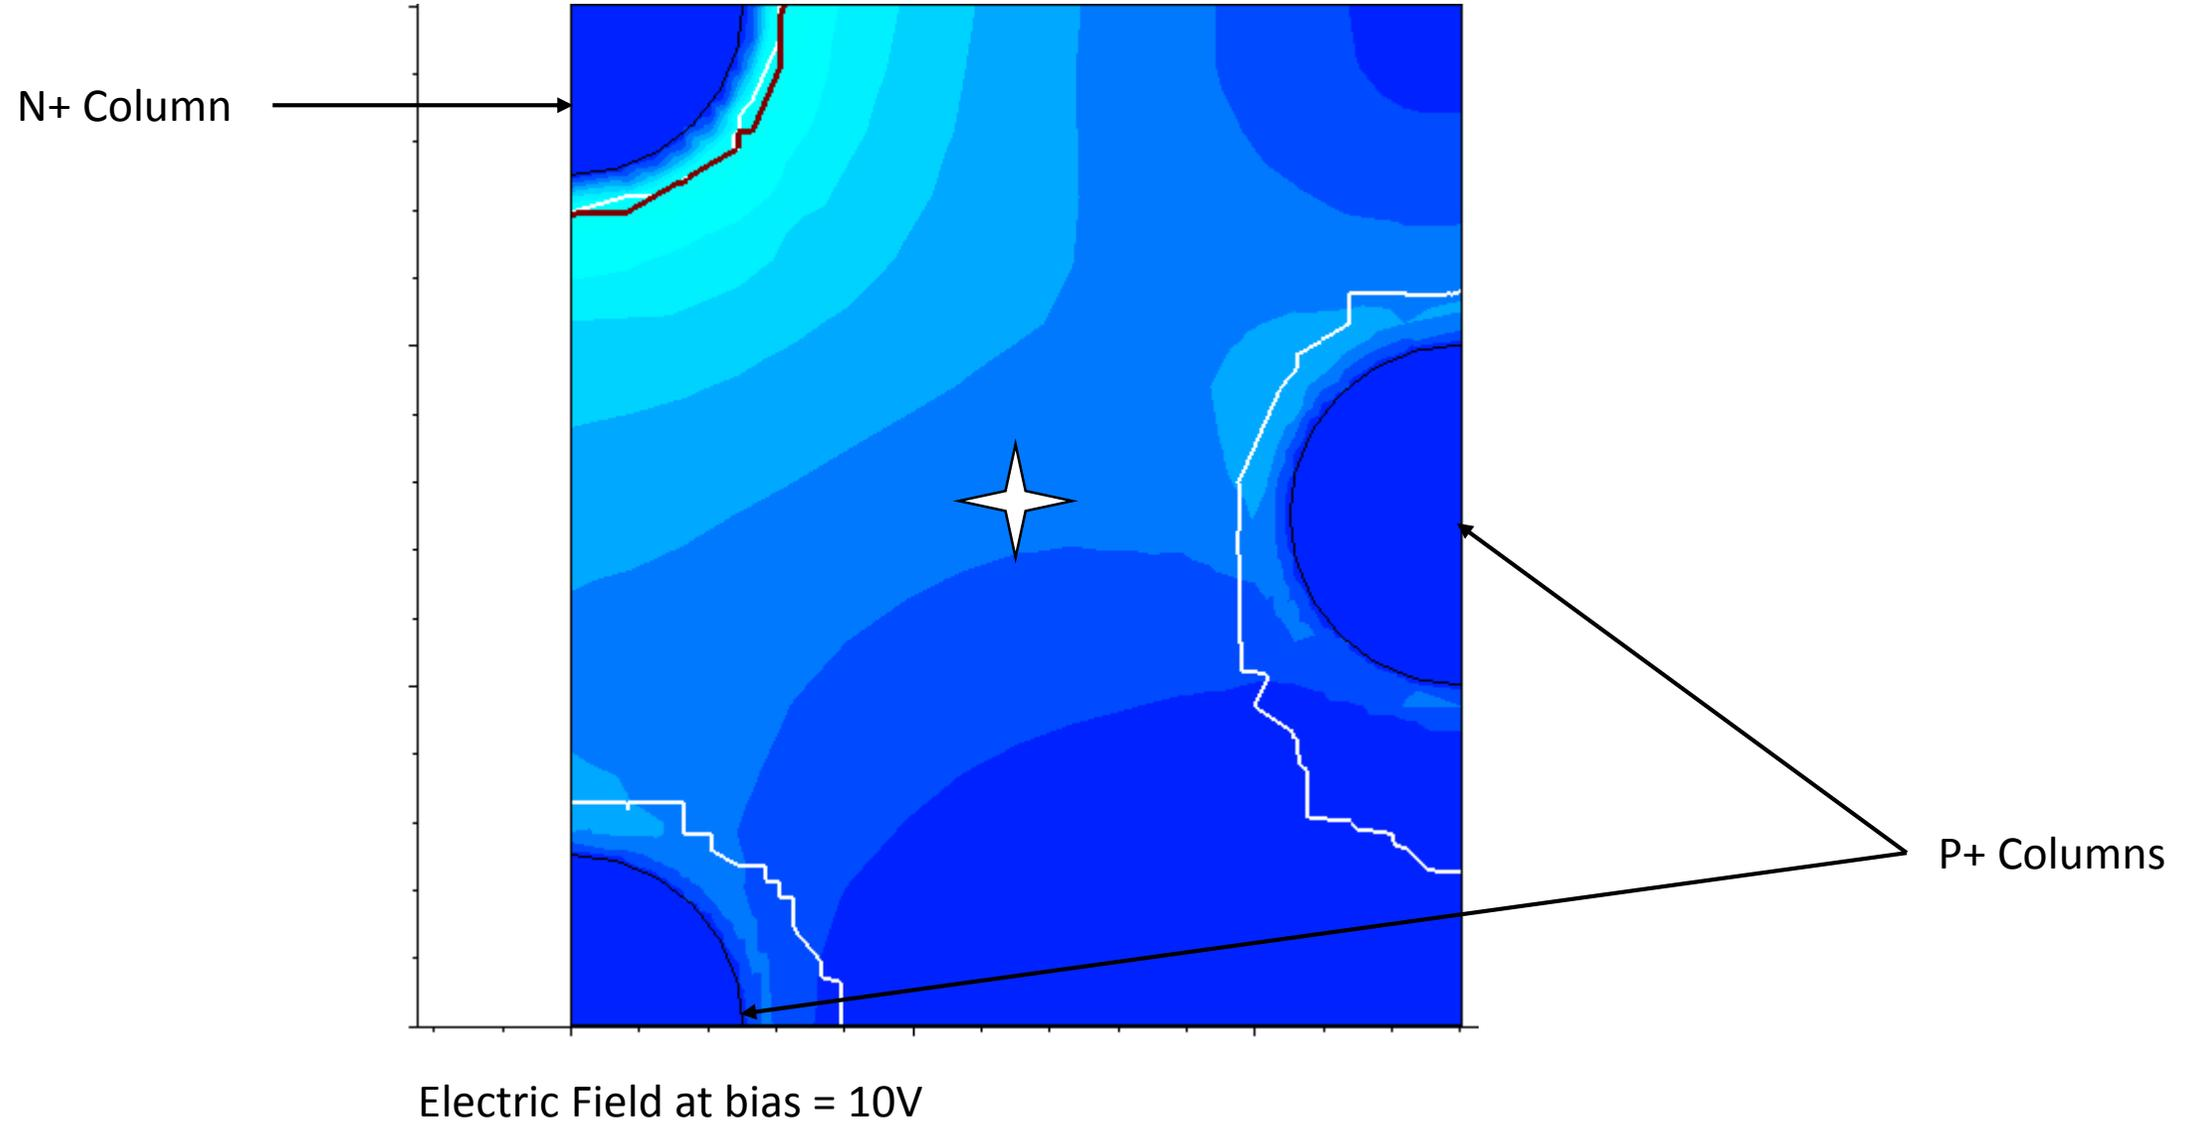 N+ Column
P+ Columns
Electric Field at bias = 10V